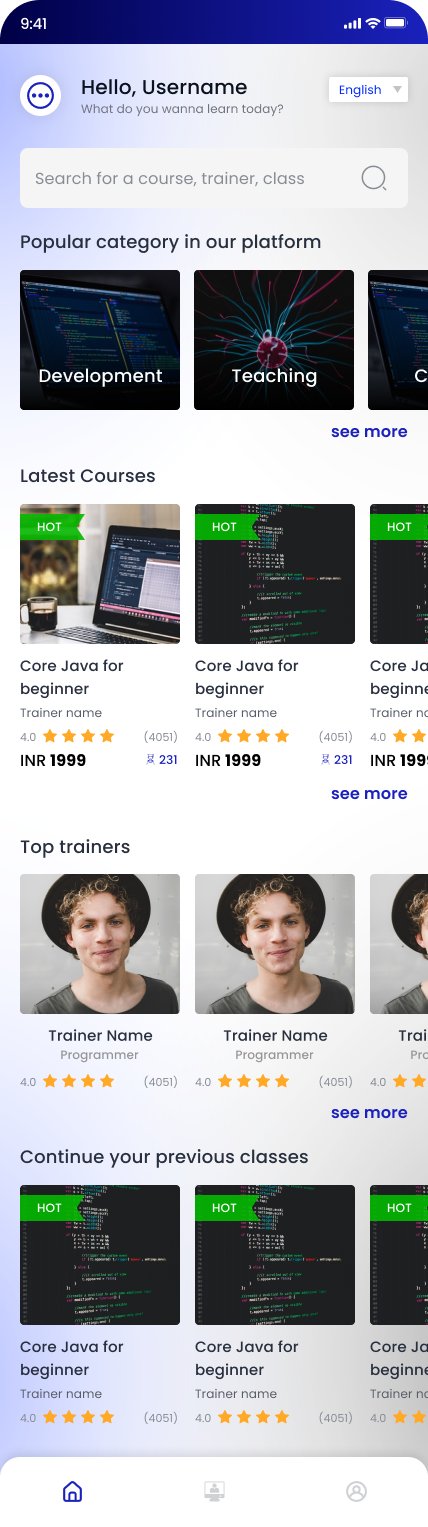 9:41
Hello, Username
English
What do you wanna learn today?
Search for a course, trainer, class
Popular category in our platform
Development
Teaching
C
see more
Latest Courses
HOT
HOT
HOT
Core Java for
beginner
Trainer name
4.0 (4051)
INR 1999 231
Core Java for
beginner
Trainer name
4.0 (4051)
INR 1999 231
Core Ja
beginne
Trainer na
4.0
INR 199
see more
Top trainers
Trainer Name
Programmer
4.0 (4051)
Trainer Name
Programmer
4.0 (4051)
Trai
Pro
4.0
see more
Continue your previous classes
HOT
HOT
HOT
Core Java for
beginner
Trainer name
4.0 (4051)
Core Java for
beginner
Trainer name
4.0 (4051)
Core Ja
beginne
Trainer na
4.0